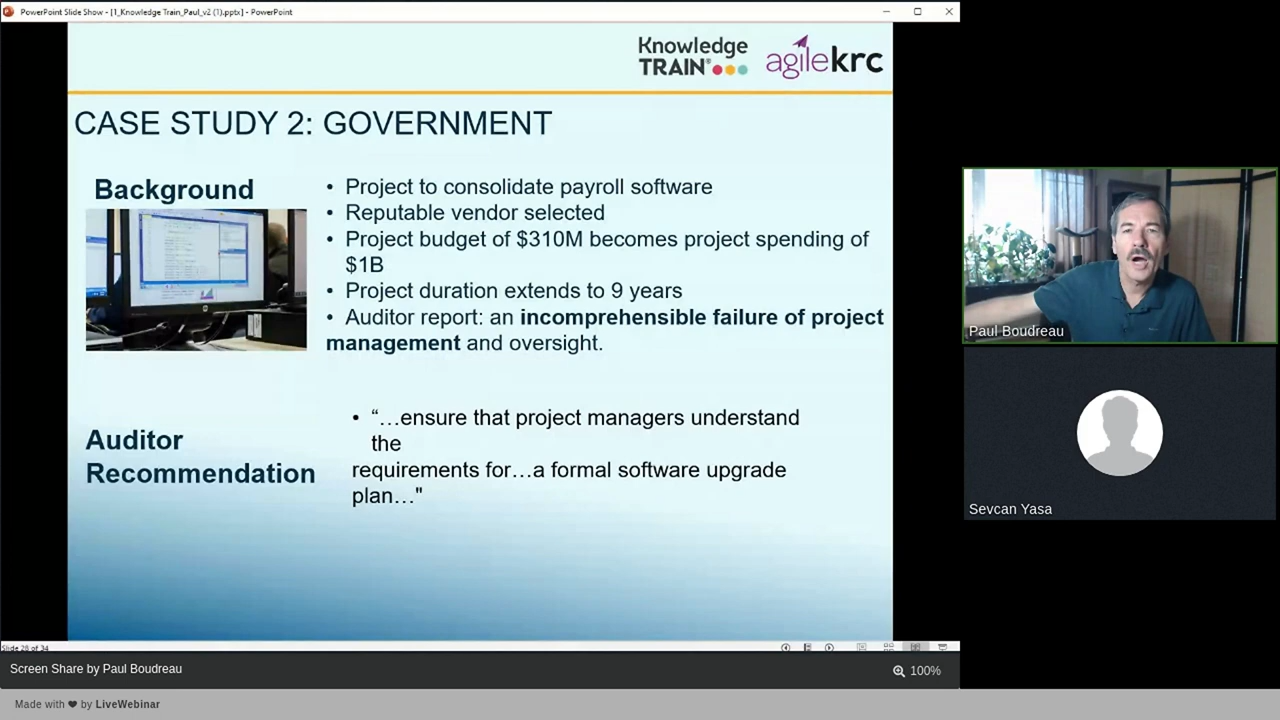 PowerPoint Slide Show - [1_Knowledge Train_Paul_v2 (1).pptx] - PowerPoint
Knowledge
TRAIN®
agilekrc
CASE STUDY 2: GOVERNMENT
Background
• Project to consolidate payroll software
• Reputable vendor selected
• Project budget of $310M becomes project spending of
$1B
• Project duration extends to 9 years
• Auditor report: an incomprehensible failure of project
management and oversight.
Auditor
Recommendation
• “…ensure that project managers understand
the
requirements for…a formal software upgrade
plan…"
Paul Boudreau
Sevcan Yasa
Slide 28 of 34
Screen Share by Paul Boudreau
100%
Made with ❤ by LiveWebinar